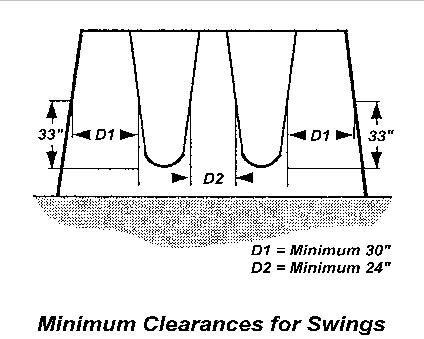 33" D1 D1 33"
D2
D1 = Minimum 30"
D2 = Minimum 24"
Minimum Clearances for Swings